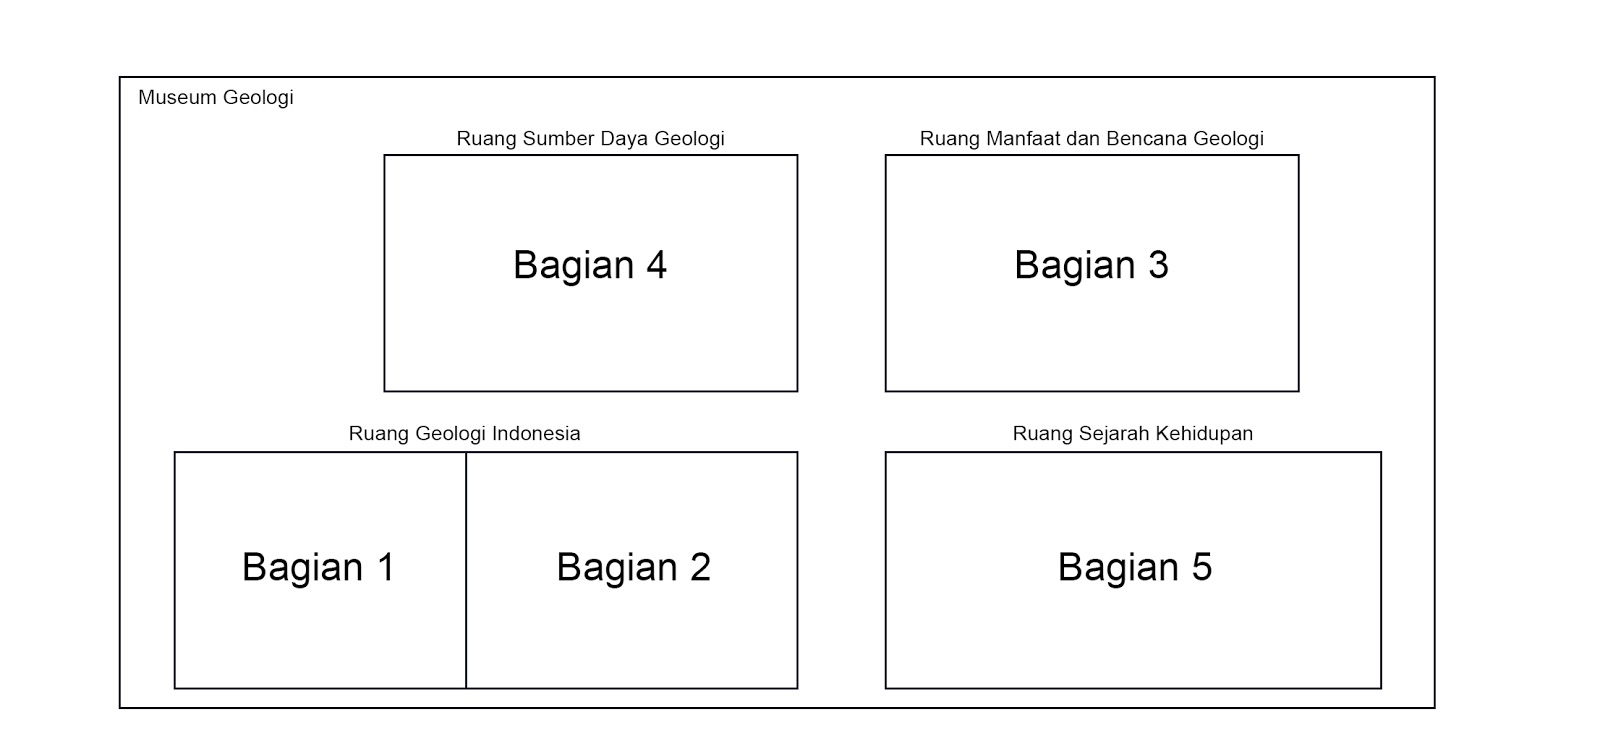 Museum Geologi
Ruang Sumber Daya Geologi
Ruang Manfaat dan Bencana Geologi
Bagian 4
Bagian 3
Ruang Geologi Indonesia
Ruang Sejarah Kehidupan
Bagian 1
Bagian 2
Bagian 5